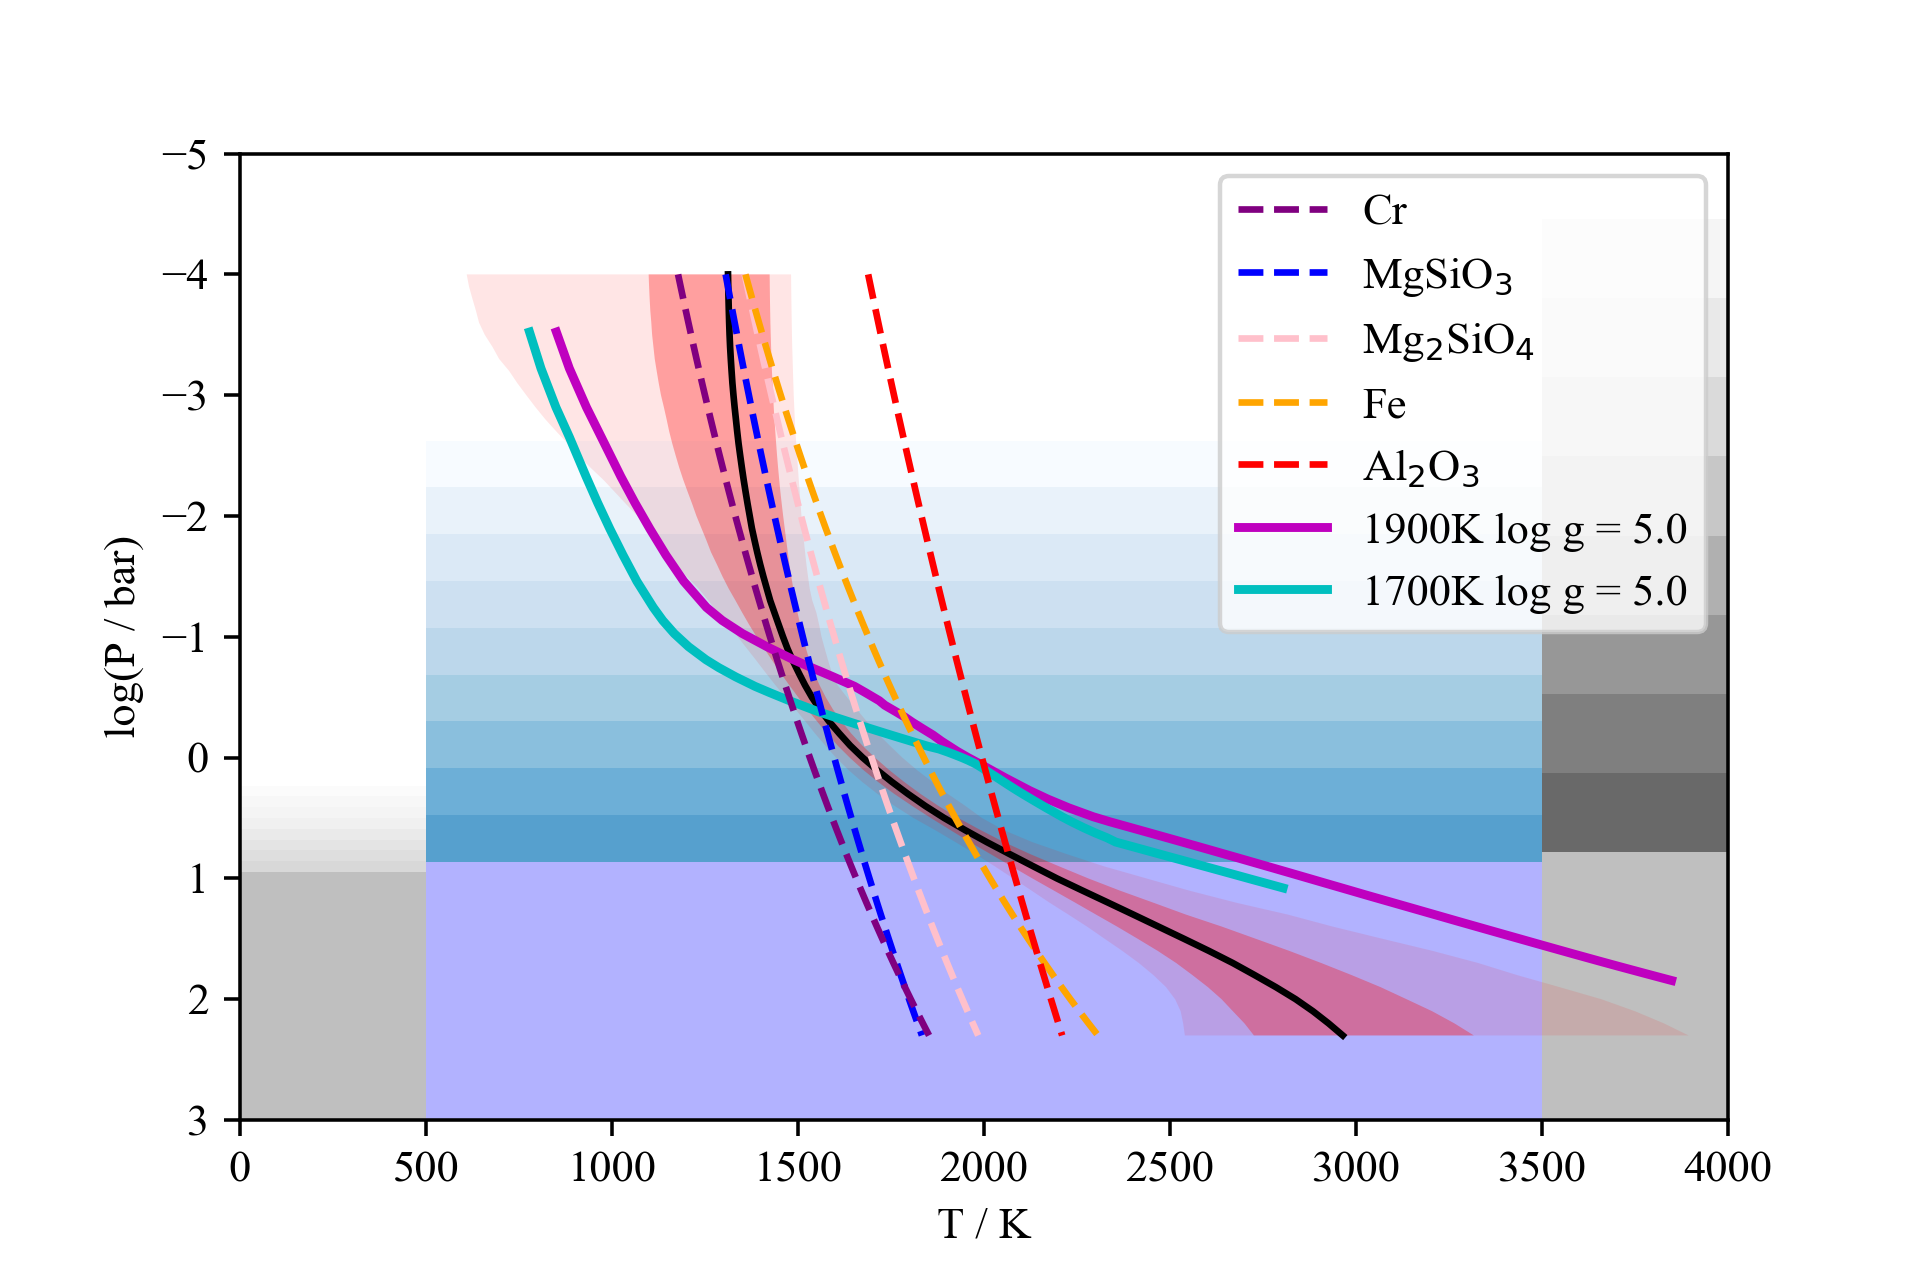 −5
−4
−3
−2
−1
0
1
2
3
log(P / bar)
0 500 1000 1500 2000 2500 3000 3500 4000
T / K
Cr
MgSiO₃
Mg₂SiO₄
Fe
Al₂O₃
1900K log g = 5.0
1700K log g = 5.0